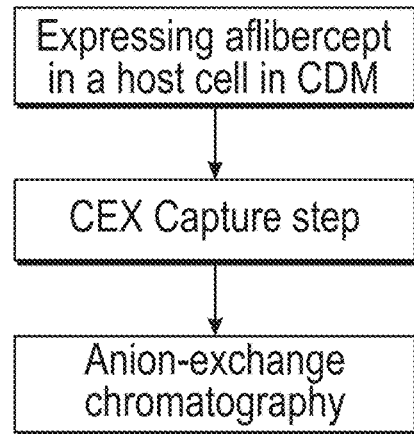 Expressing aflibercept
in a host cell in CDM
CEX Capture step
Anion-exchange
chromatography